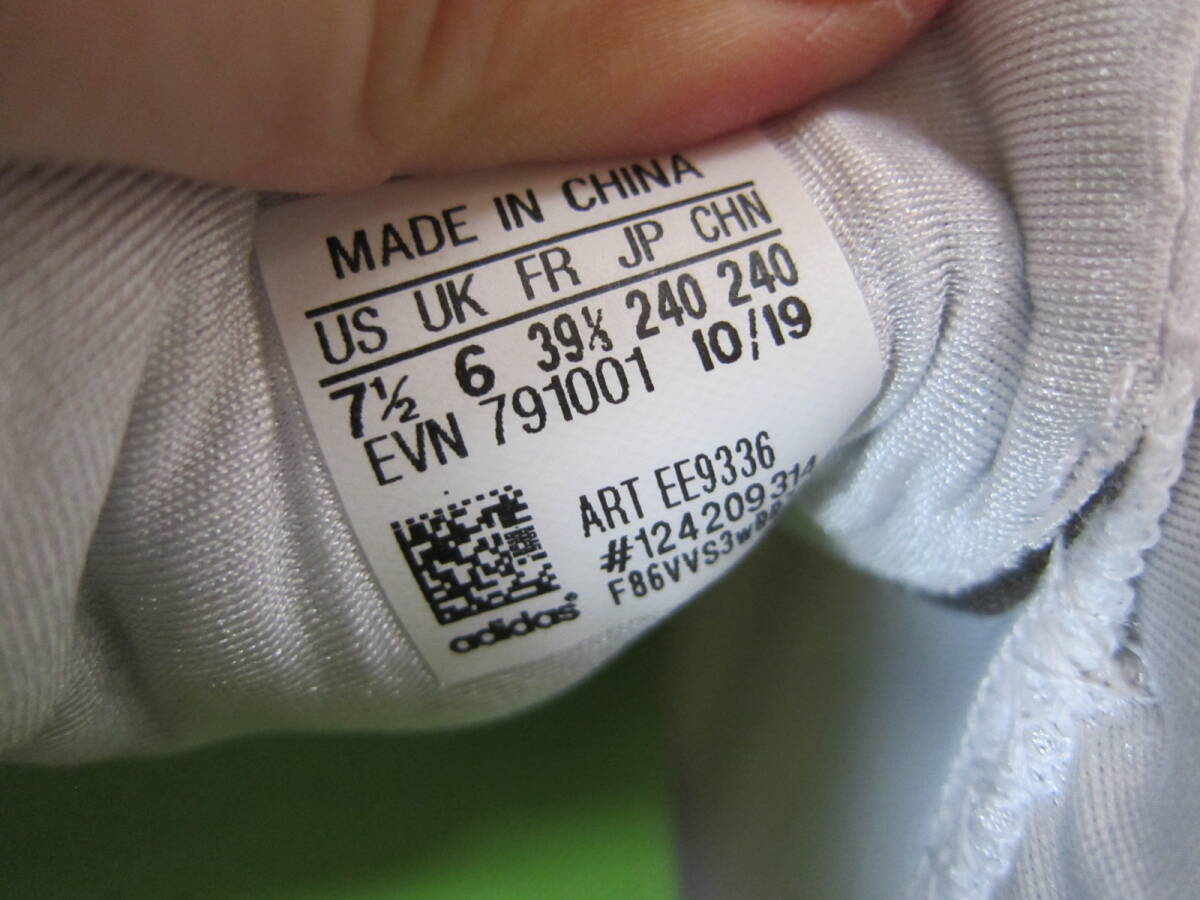 MADE IN CHINA
US UK FR JP CHN
7½ 6 39⅓ 240 240
EVN 791001 10/19
ART EE9336
#124209314
adidas®